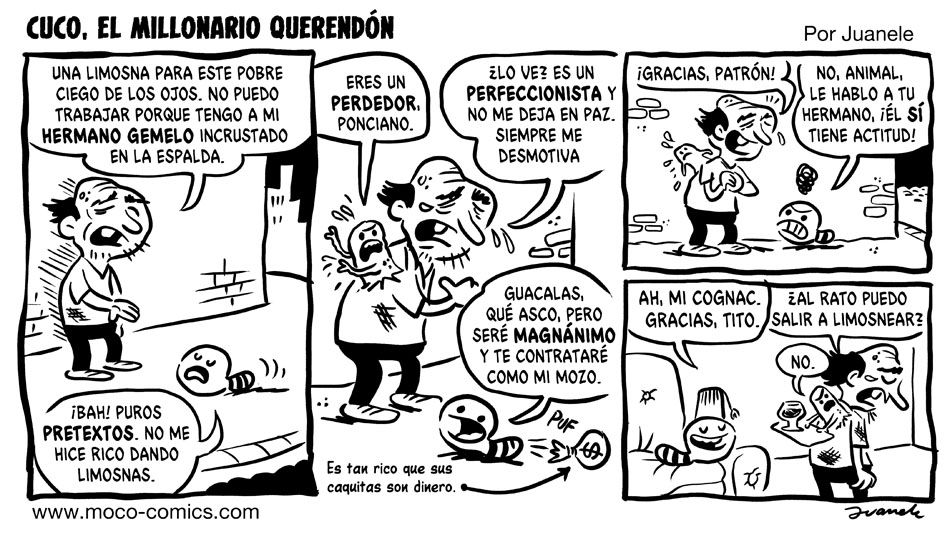 CUCO, EL MILLONARIO QUERENDÓN
Por Juanele
UNA LIMOSNA PARA ESTE POBRE
CIEGO DE LOS OJOS. NO PUEDO
TRABAJAR PORQUE TENGO A MI
HERMANO GEMELO INCRUSTADO
EN LA ESPALDA.
¡BAH! PUROS
PRETEXTOS. NO ME
HICE RICO DANDO
LIMOSNAS.
ERES UN
PERDEDOR,
PONCIANO.
¿LO VE? ES UN
PERFECCIONISTA Y
NO ME DEJA EN PAZ.
SIEMPRE ME
DESMOTIVA
GUACALAS,
QUÉ ASCO, PERO
SERÉ MAGNÁNIMO
Y TE CONTRATARÉ
COMO MI MOZO.
PUF
Es tan rico que sus
caquitas son dinero.
¡GRACIAS, PATRÓN!
NO, ANIMAL,
LE HABLO A TU
HERMANO, ¡ÉL SÍ
TIENE ACTITUD!
AH, MI COGNAC.
GRACIAS, TITO.
¿AL RATO PUEDO
SALIR A LIMOSNEAR?
NO.
www.moco-comics.com
Juanele